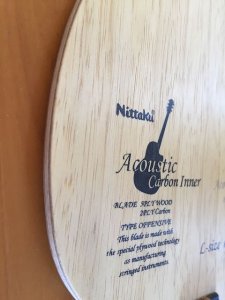 Nittaku
Acoustic
Carbon Inner
BLADE 5PLY WOOD
2PLY Carbon
TYPE OFFENSIVE
This blade is made with
the special plywood technology
as manufacturing
stringed instruments.
L-size